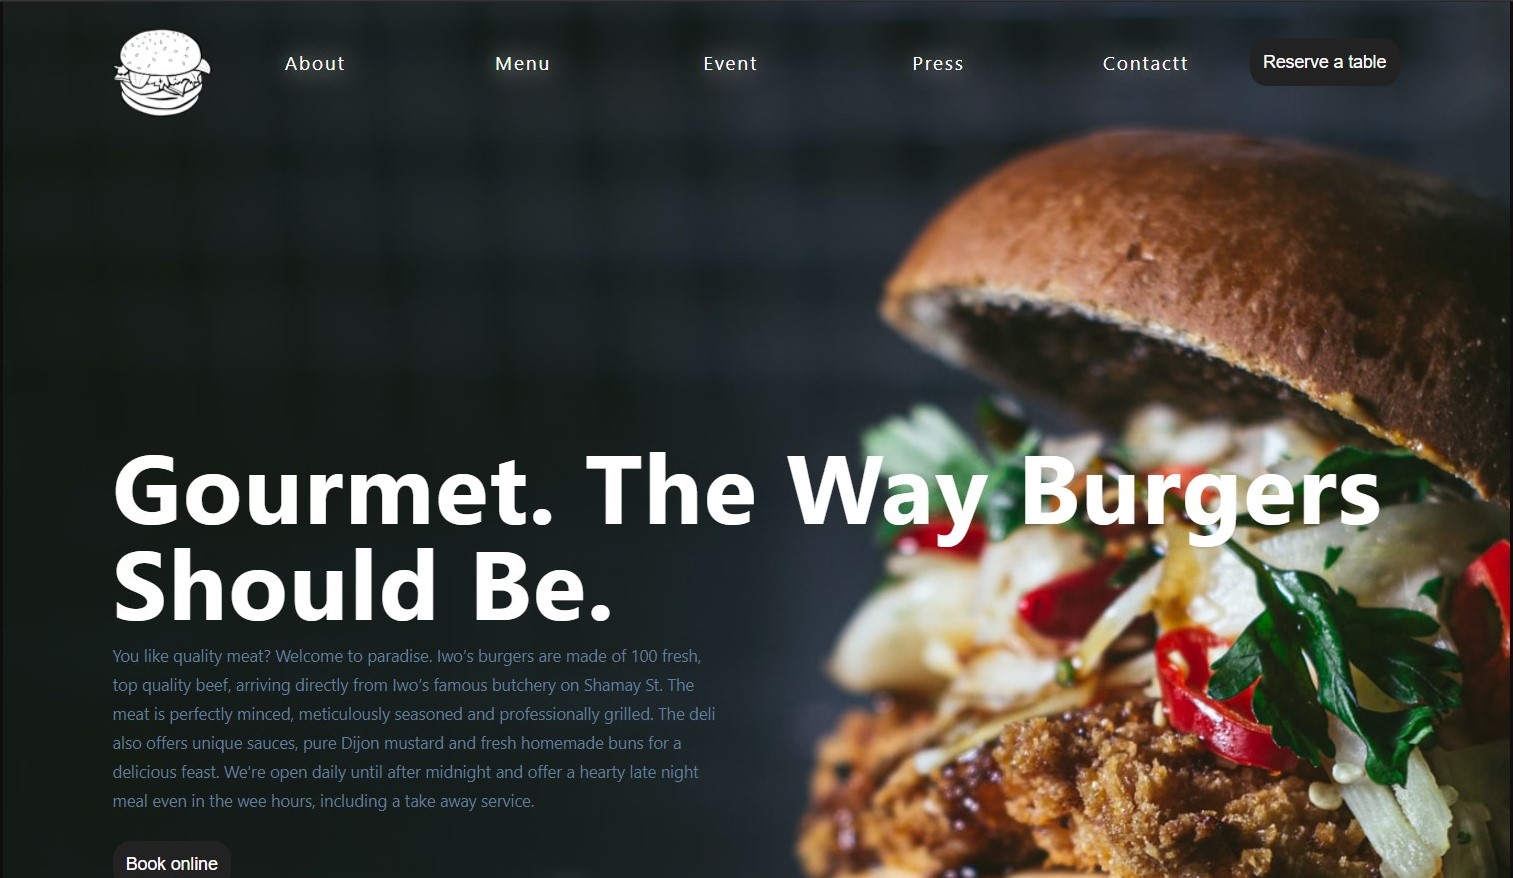 About
Menu
Event
Press
Contactt
Reserve a table
Gourmet. The Way Burgers
Should Be.
You like quality meat? Welcome to paradise. Iwo’s burgers are made of 100 fresh,
top quality beef, arriving directly from Iwo’s famous butchery on Shamay St. The
meat is perfectly minced, meticulously seasoned and professionally grilled. The deli
also offers unique sauces, pure Dijon mustard and fresh homemade buns for a
delicious feast. We're open daily until after midnight and offer a hearty late night
meal even in the wee hours, including a take away service.
Book online